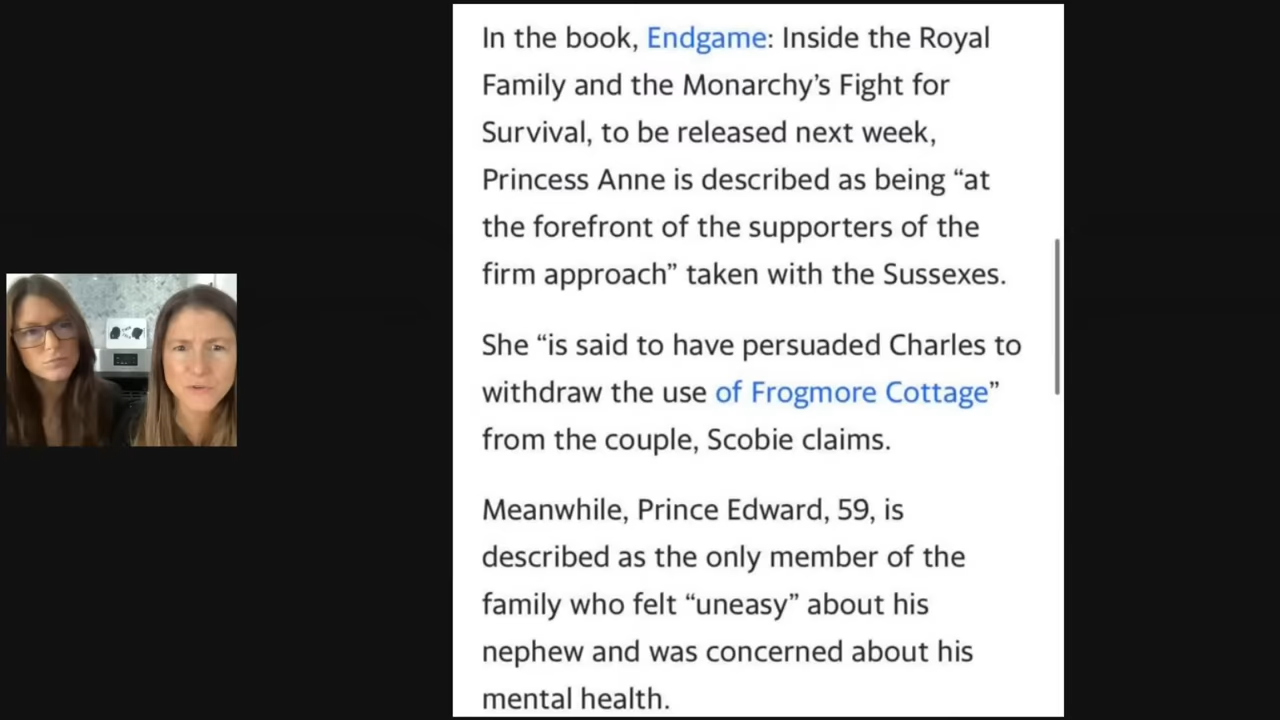 In the book, Endgame: Inside the Royal
Family and the Monarchy’s Fight for
Survival, to be released next week,
Princess Anne is described as being “at
the forefront of the supporters of the
firm approach” taken with the Sussexes.
She “is said to have persuaded Charles to
withdraw the use of Frogmore Cottage”
from the couple, Scobie claims.
Meanwhile, Prince Edward, 59, is
described as the only member of the
family who felt “uneasy” about his
nephew and was concerned about his
mental health.